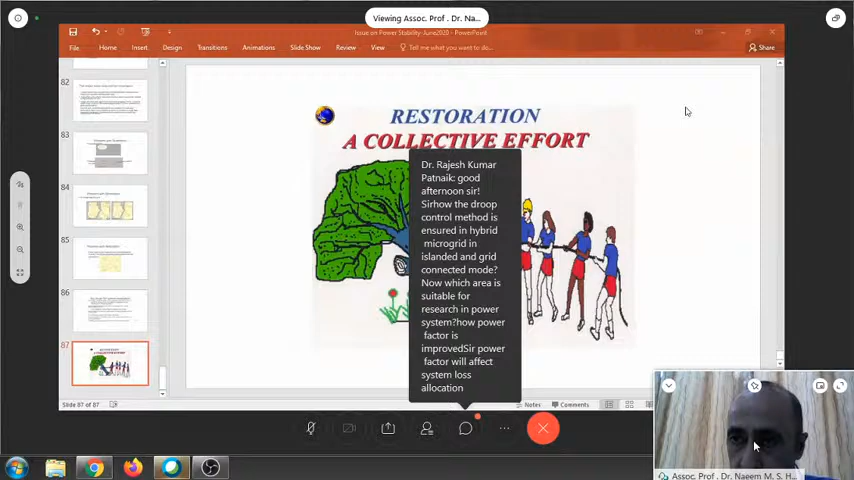 Viewing Assoc. Prof . Dr. Na...
Issue on Power Stability-June2020 - PowerPoint
File Home Insert Design Transitions Animations Slide Show Review View Tell me what you want to do... Share
82
83
84
85
86
87
RESTORATION
A COLLECTIVE EFFORT
Dr. Rajesh Kumar
Patnaik: good
afternoon sir!
Sirhow the droop
control method is
ensured in hybrid
microgrid in
islanded and grid
connected mode?
Now which area is
suitable for
research in power
system?how power
factor is
improvedSir power
factor will affect
system loss
allocation
Slide 87 of 87
Notes Comments
Assoc. Prof . Dr. Naeem M. S. H...